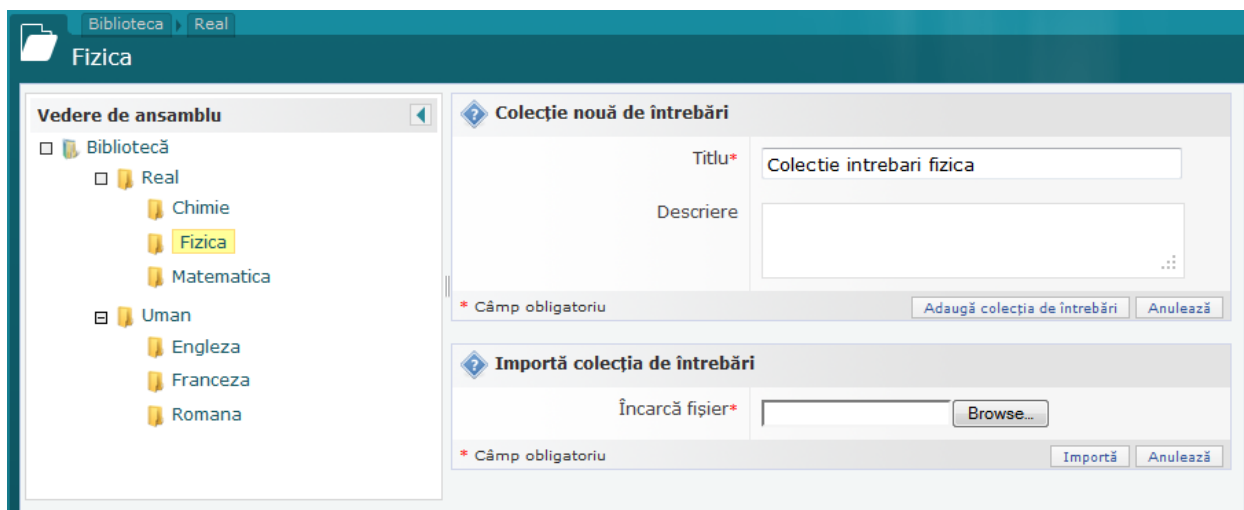 Biblioteca Real
Fizica
Vedere de ansamblu
Bibliotecă
Real
Chimie
Fizica
Matematica
Uman
Engleza
Franceza
Romana
Colecție nouă de întrebări
Titlu* Colectie intrebari fizica
Descriere
* Câmp obligatoriu Adaugă colecția de întrebări Anulează
Importă colecția de întrebări
Încarcă fișier* Browse...
* Câmp obligatoriu Importă Anulează